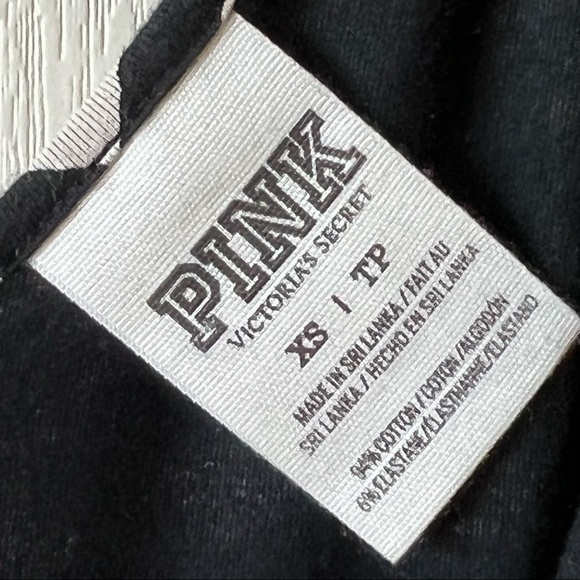 PINK
VICTORIA'S SECRET
XS | TP
MADE IN SRI LANKA / FAIT AU
SRI LANKA / HECHO EN SRI LANKA
94% COTTON / COTON / ALGODÓN
6% ELASTANE / ELASTHANNE / ELASTANO